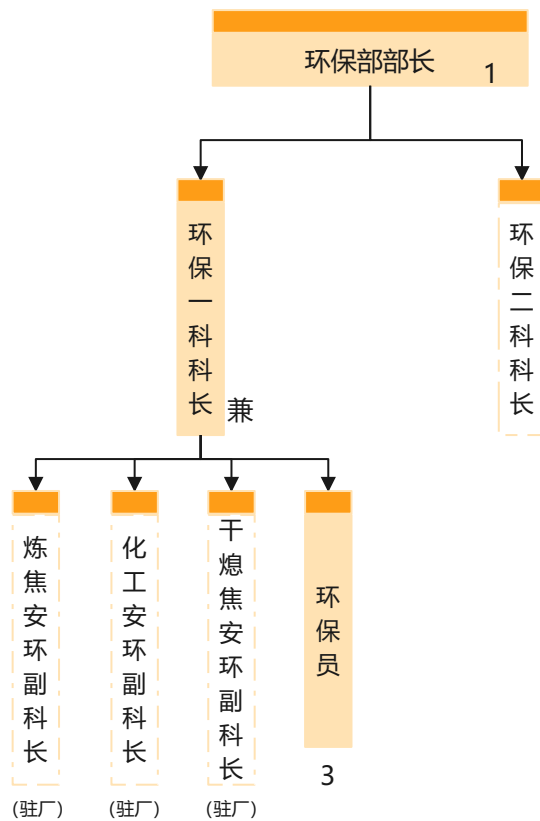 环保部部长
1
环保一科科长
兼
环保二科科长
炼焦安环副科长
化工安环副科长
干熄焦安环副科长
环保员
3
(驻厂)
(驻厂)
(驻厂)